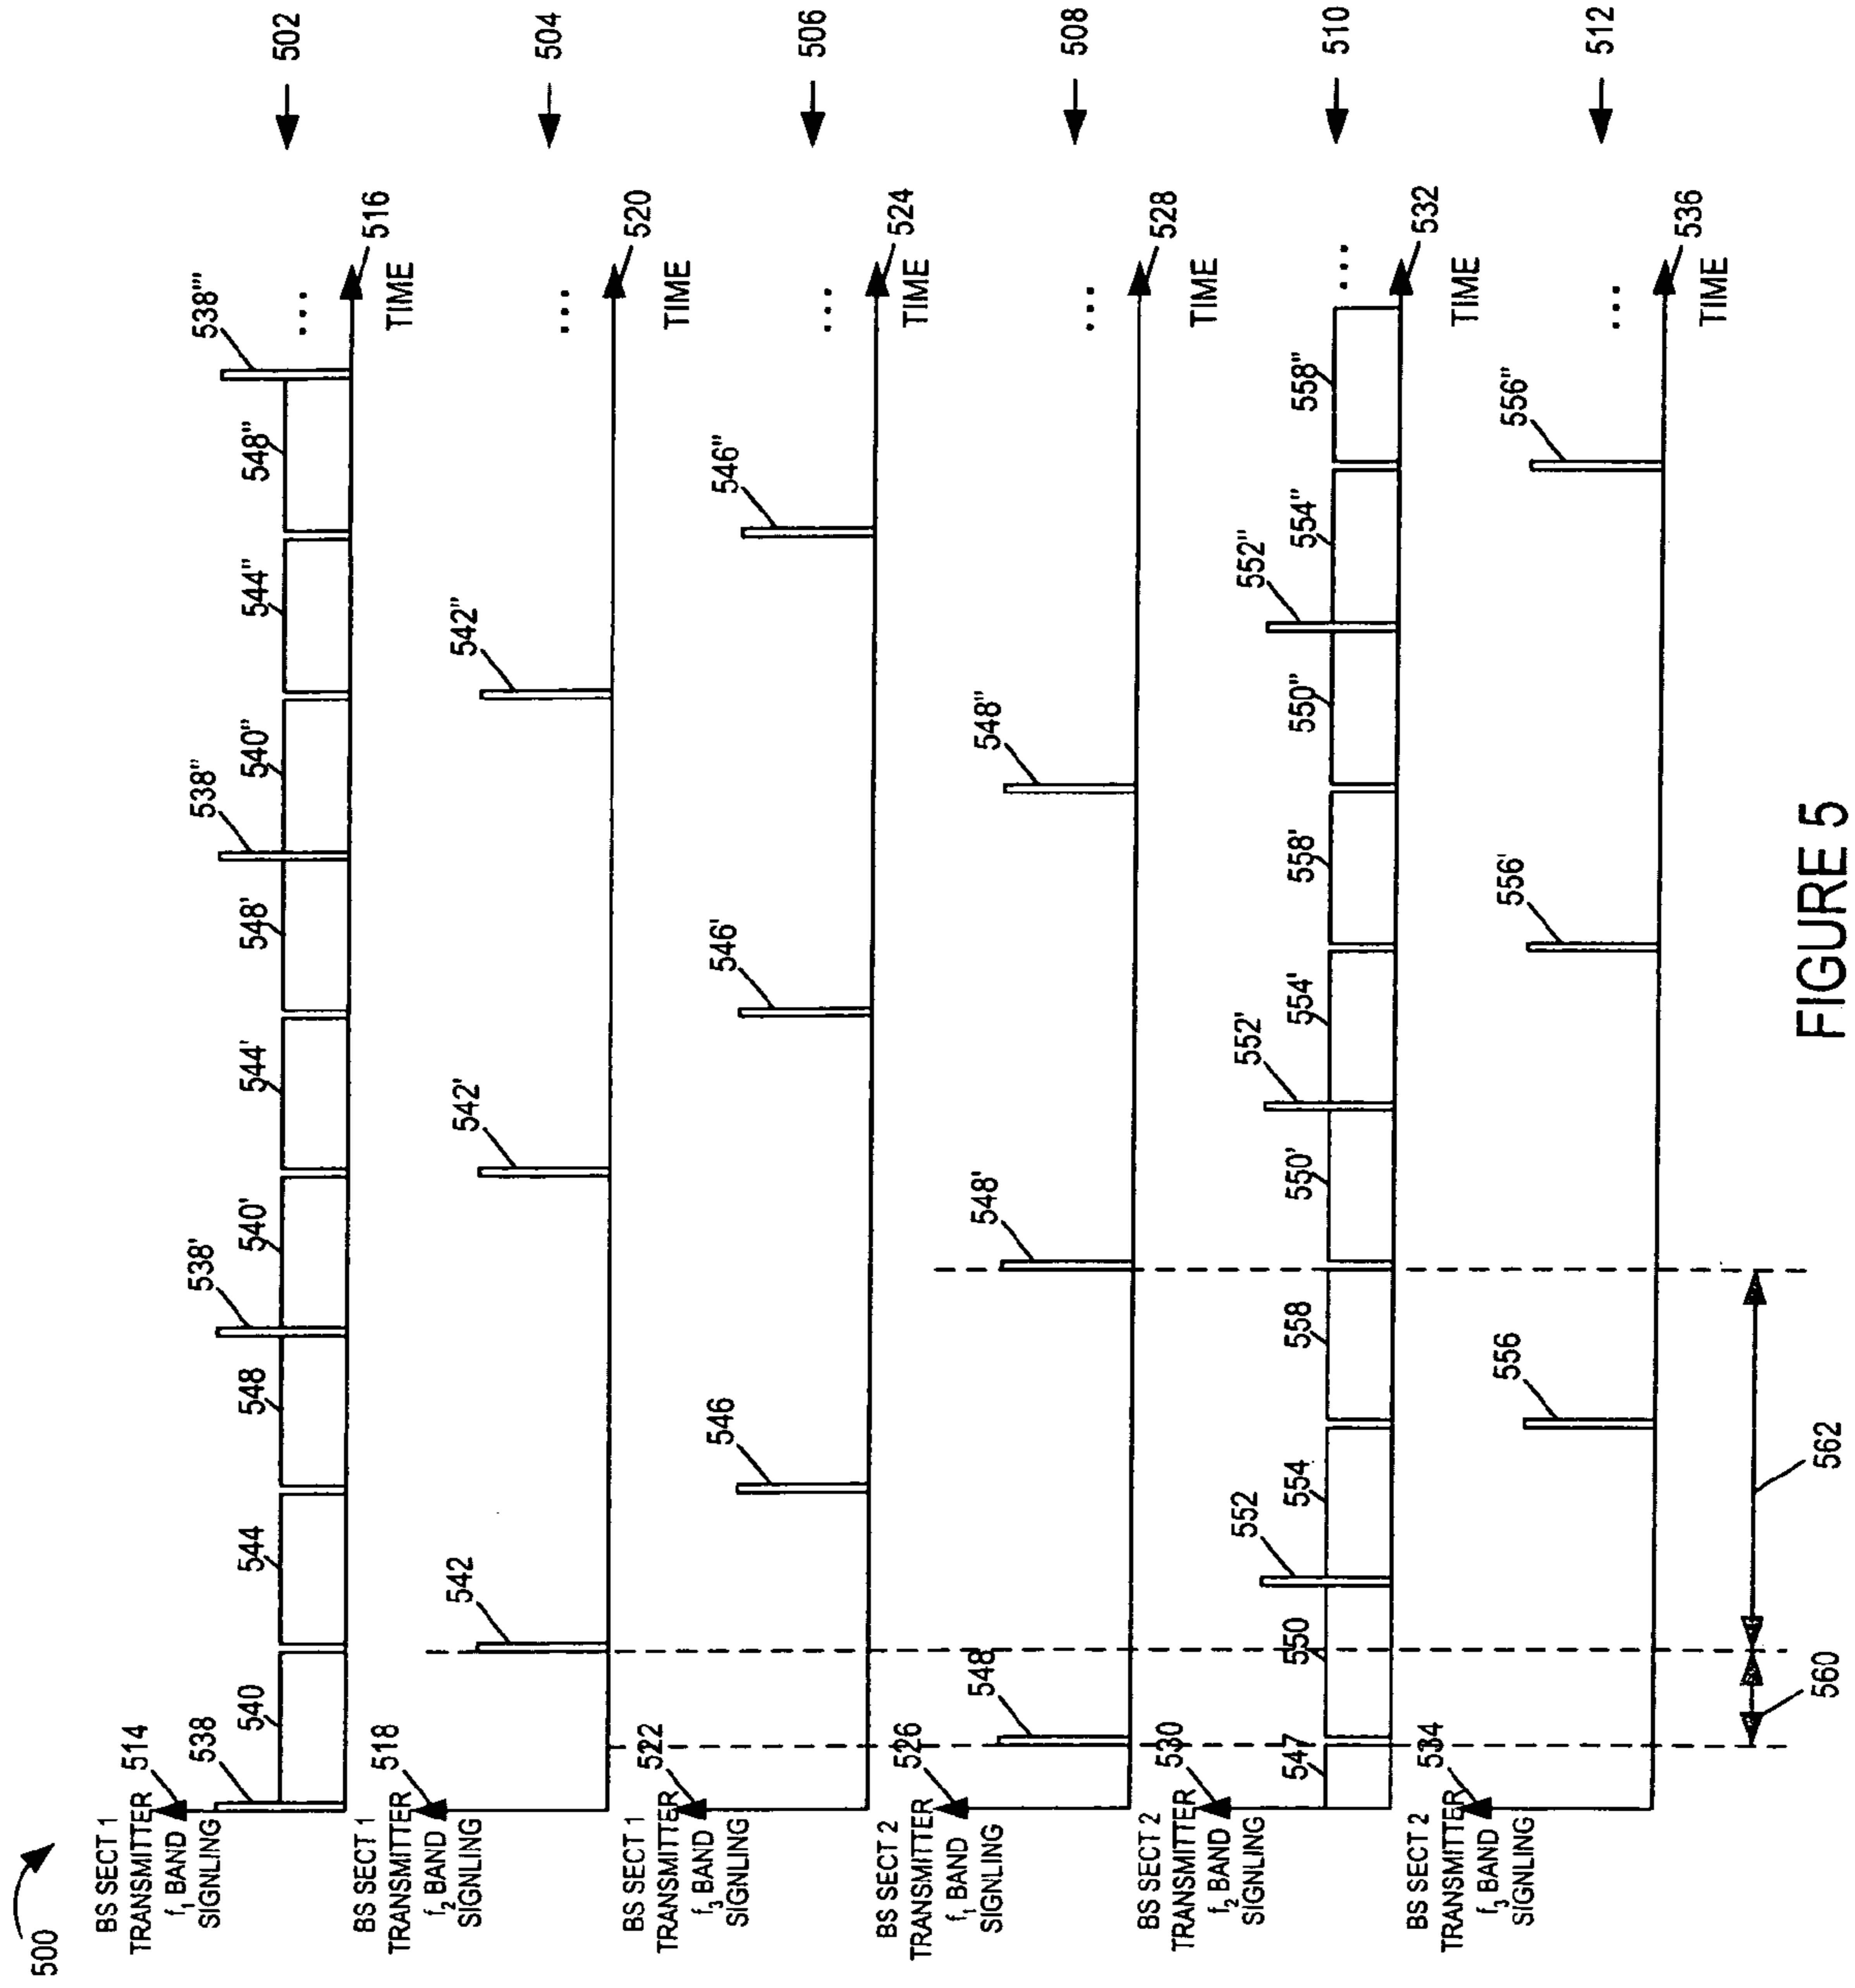 500
BS SECT 1
TRANSMITTER
f₁ BAND
SIGNLING
514
538
540
544
548
538'
540'
544'
548'
538''
540''
544''
548''
538'''
...
TIME
516
502
BS SECT 1
TRANSMITTER
f₂ BAND
SIGNLING
518
542
542'
542''
...
TIME
520
504
BS SECT 1
TRANSMITTER
f₃ BAND
SIGNLING
522
546
546'
546''
...
TIME
524
506
BS SECT 2
TRANSMITTER
f₁ BAND
SIGNLING
526
548
548'
548''
...
TIME
528
508
BS SECT 2
TRANSMITTER
f₂ BAND
SIGNLING
530
547
550
552
554
558
550'
552'
554'
558'
550''
552''
554''
558''
...
TIME
532
510
BS SECT 2
TRANSMITTER
f₃ BAND
SIGNLING
534
556
556'
556''
...
TIME
536
512
560
562
FIGURE 5